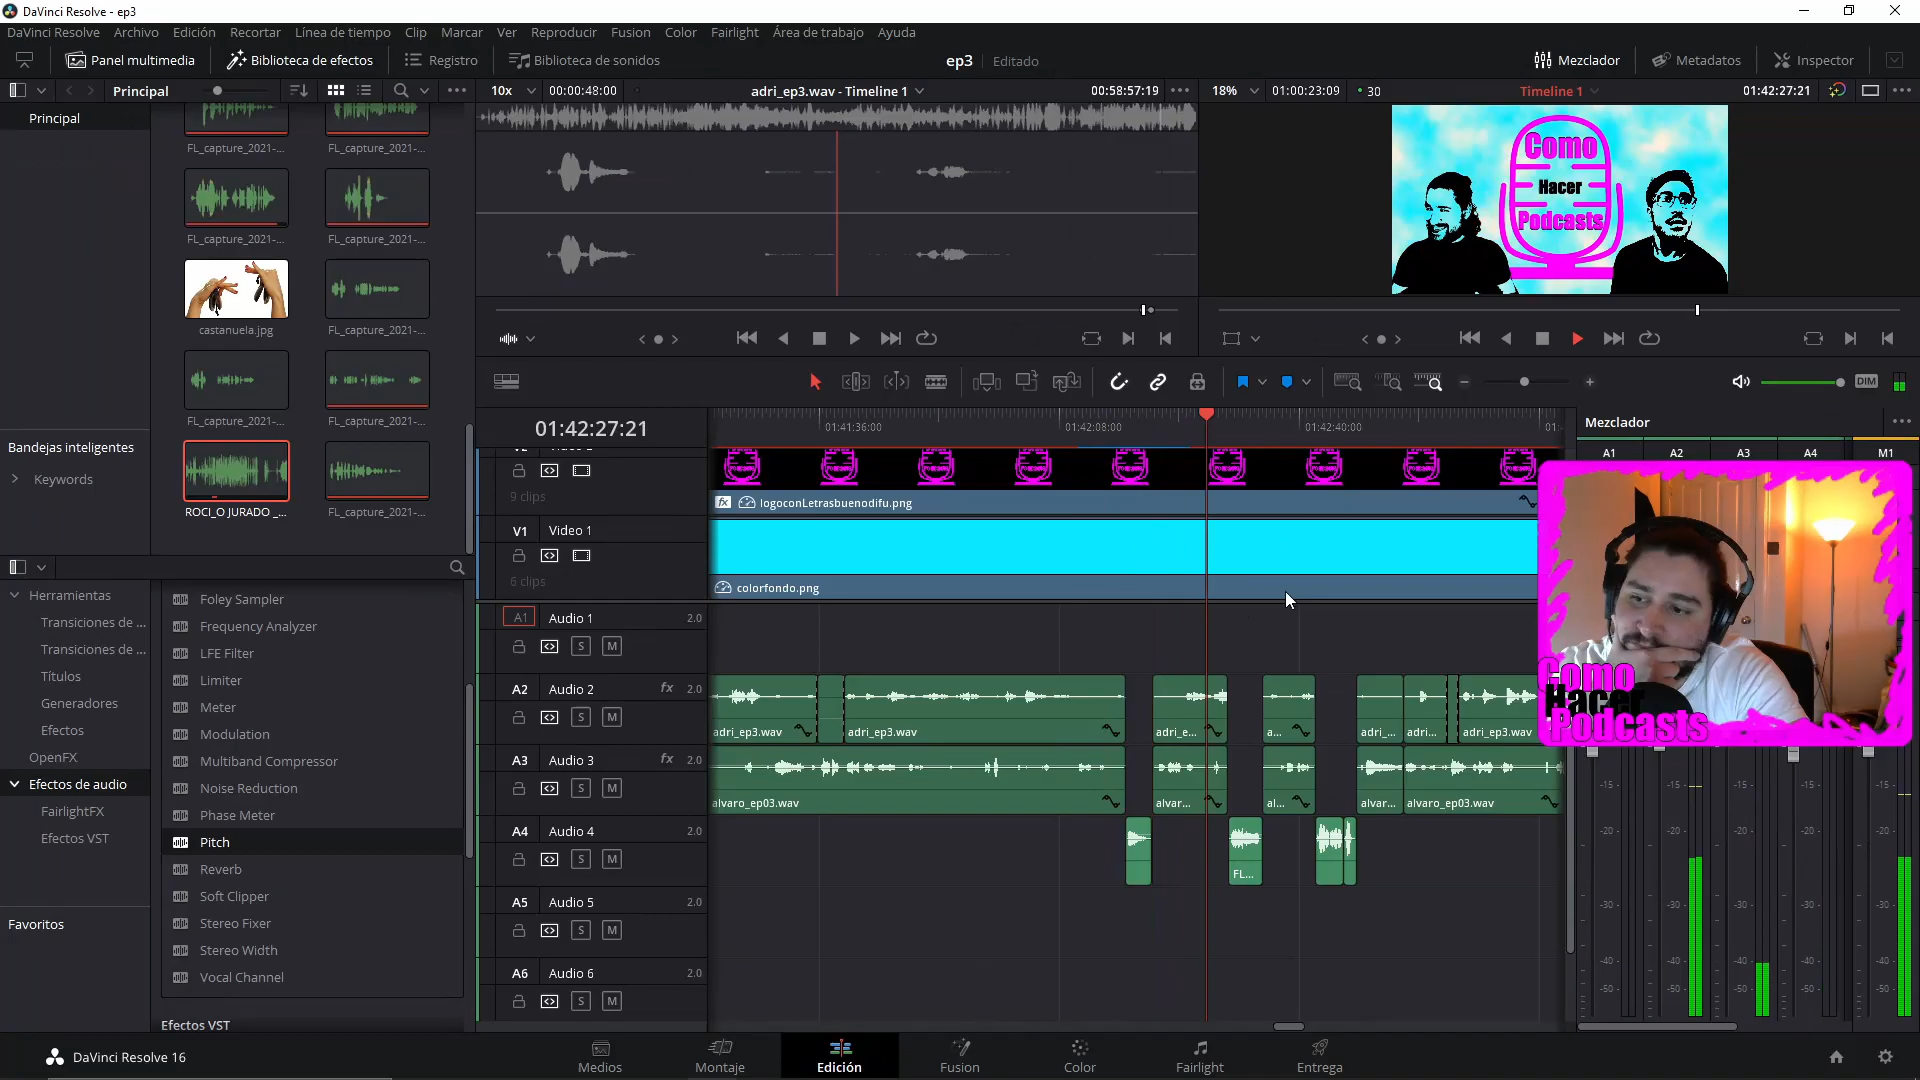 DaVinci Resolve - ep3
DaVinci Resolve Archivo Edición Recortar Línea de tiempo Clip Marcar Ver Reproducir Fusion Color Fairlight Área de trabajo Ayuda
Panel multimedia Biblioteca de efectos Registro Biblioteca de sonidos ep3 Editado Mezclador Metadatos Inspector
Principal 10x 00:00:48:00 adri_ep3.wav - Timeline 1 00:58:57:19 18% 01:00:23:09 30 Timeline 1 01:42:27:21
Principal
FL_capture_2021-... FL_capture_2021-...
FL_capture_2021-... FL_capture_2021-...
castanuela.jpg FL_capture_2021-...
FL_capture_2021-... FL_capture_2021-...
ROCI_O JURADO _... FL_capture_2021-...
Como
Hacer
Podcasts
Bandejas inteligentes
Keywords
DIM
01:42:27:21 01:41:36:00 01:42:08:00 01:42:40:00 01:
9 clips
fx logoconLetrasbuenodifu.png
V1 Video 1
6 clips
colorfondo.png
A1 Audio 1 2.0
S M
A2 Audio 2 fx 2.0
S M
adri_ep3.wav adri_ep3.wav adri_e... a... adri_... adri... adri_ep3.wav
A3 Audio 3 fx 2.0
S M
alvaro_ep03.wav alvar... al... alvar... alvaro_ep03.wav
A4 Audio 4 2.0
S M
FL...
A5 Audio 5 2.0
S M
A6 Audio 6 2.0
S M
Mezclador
A1 A2 A3 A4 M1
Como
Hacer
Podcasts
-15 -15 -15 -15 -15
-20 -20 -20 -20 -20
-30 -30 -30 -30 -30
-40 -40 -40 -40 -40
-50 -50 -50 -50 -50
Herramientas
Transiciones de ...
Transiciones de ...
Títulos
Generadores
Efectos
OpenFX
Efectos de audio
FairlightFX
Efectos VST
Favoritos
Foley Sampler
Frequency Analyzer
LFE Filter
Limiter
Meter
Modulation
Multiband Compressor
Noise Reduction
Phase Meter
Pitch
Reverb
Soft Clipper
Stereo Fixer
Stereo Width
Vocal Channel
Efectos VST
DaVinci Resolve 16
Medios Montaje Edición Fusion Color Fairlight Entrega